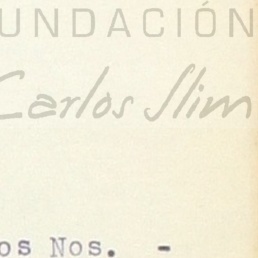 UNDACIÓN
Carlos Slim
os Nos. -